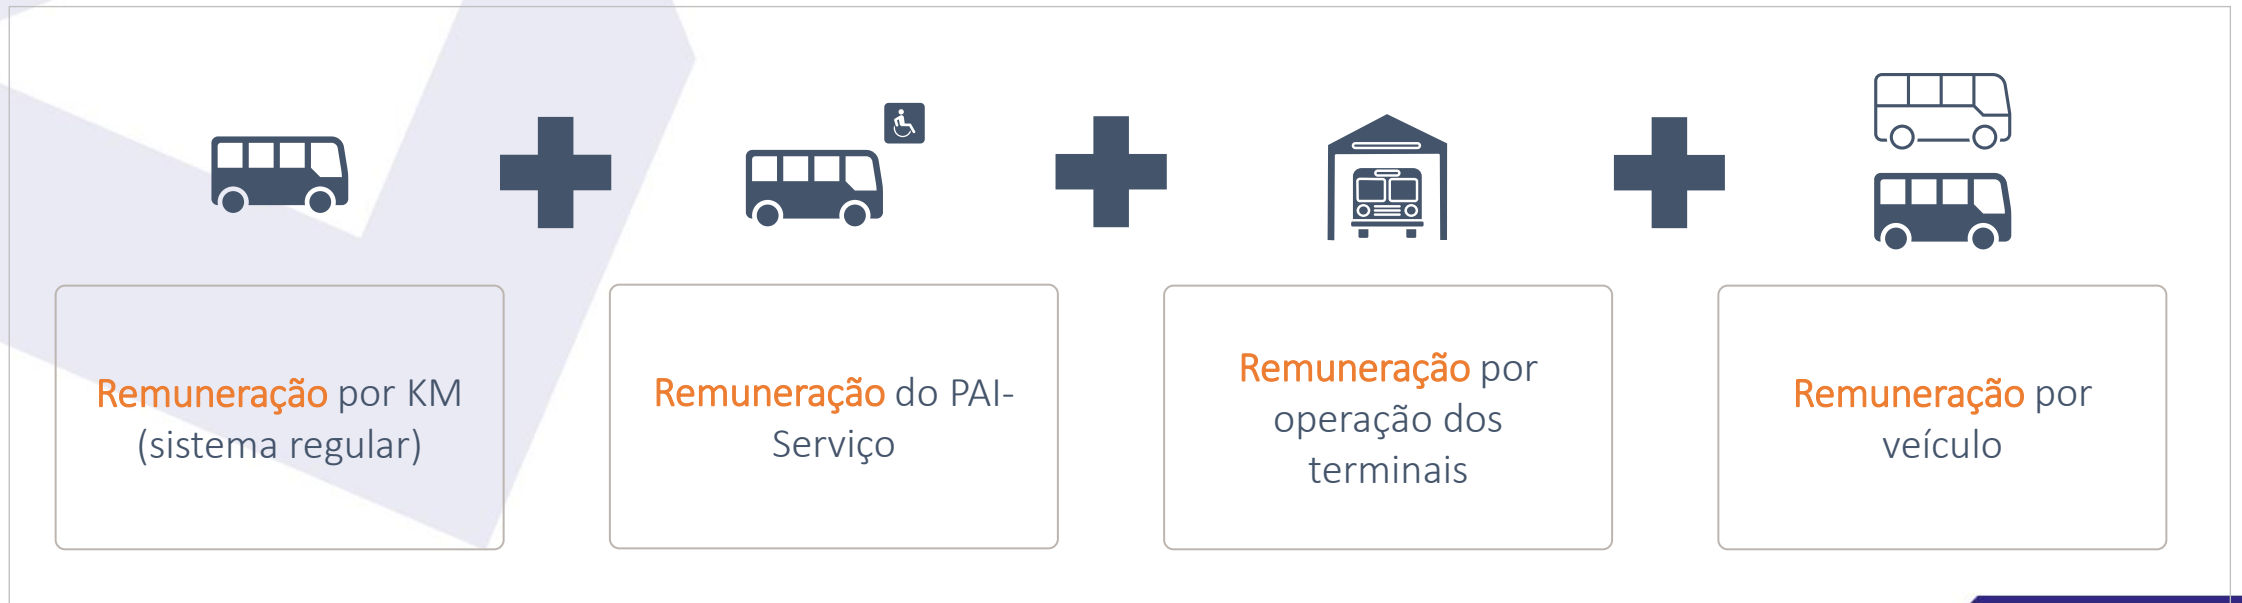 Remuneração por KM
(sistema regular)
Remuneração do PAI-
Serviço
Remuneração por
operação dos
terminais
Remuneração por
veículo